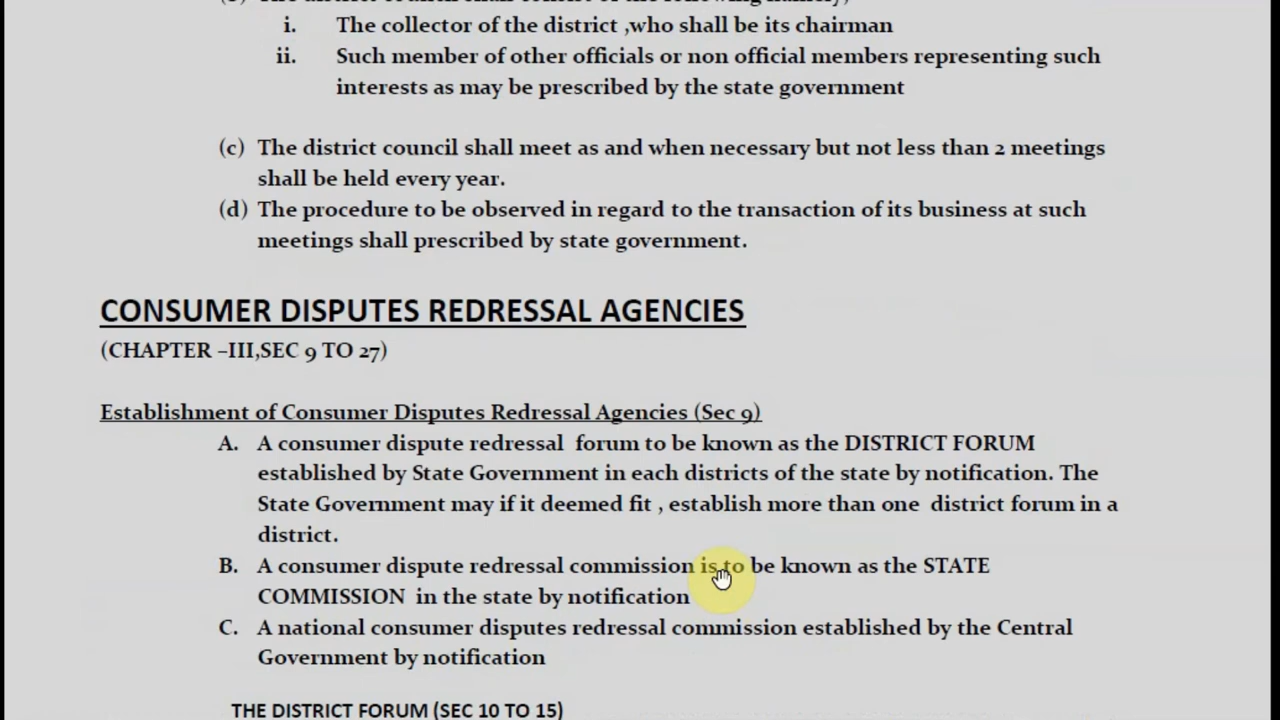 i. The collector of the district ,who shall be its chairman
ii. Such member of other officials or non official members representing such
interests as may be prescribed by the state government
(c) The district council shall meet as and when necessary but not less than 2 meetings
shall be held every year.
(d) The procedure to be observed in regard to the transaction of its business at such
meetings shall prescribed by state government.
CONSUMER DISPUTES REDRESSAL AGENCIES
(CHAPTER –III,SEC 9 TO 27)
Establishment of Consumer Disputes Redressal Agencies (Sec 9)
A. A consumer dispute redressal forum to be known as the DISTRICT FORUM
established by State Government in each districts of the state by notification. The
State Government may if it deemed fit , establish more than one district forum in a
district.
B. A consumer dispute redressal commission is to be known as the STATE
COMMISSION in the state by notification
C. A national consumer disputes redressal commission established by the Central
Government by notification
THE DISTRICT FORUM (SEC 10 TO 15)